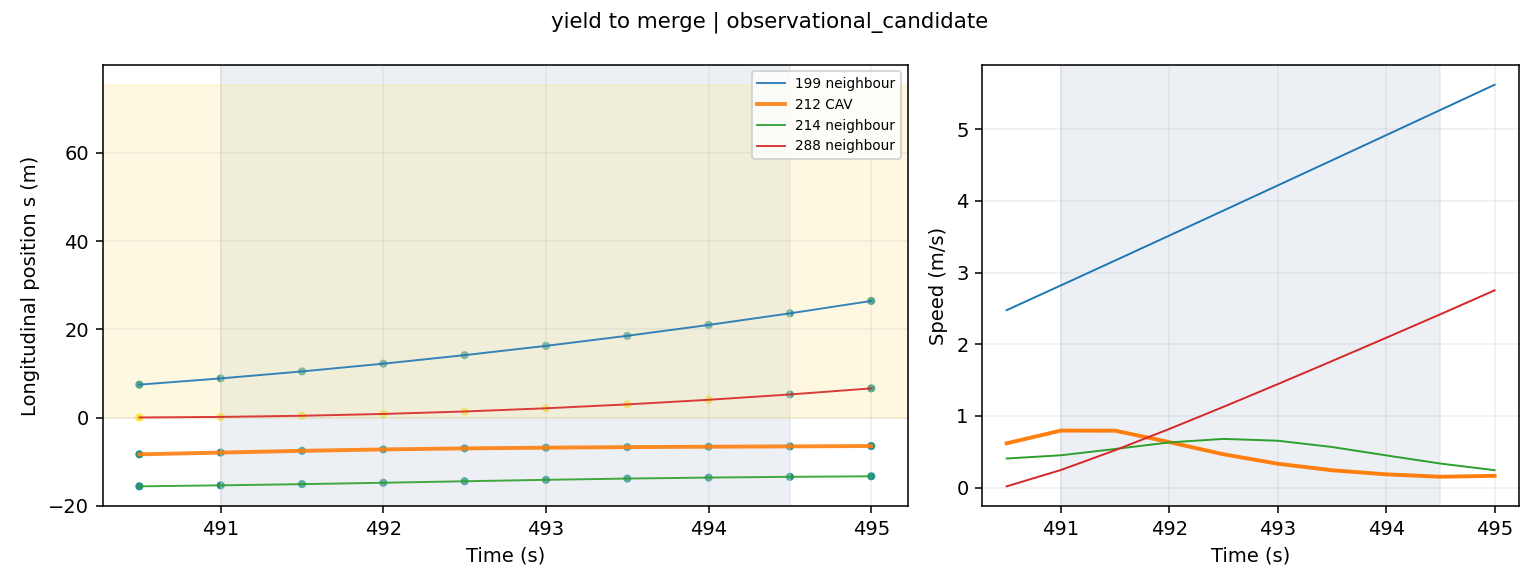 yield to merge | observational_candidate
Longitudinal position s (m)
60
40
20
0
−20
491
492
493
494
495
Time (s)
199 neighbour
212 CAV
214 neighbour
288 neighbour
Speed (m/s)
5
4
3
2
1
0
491
492
493
494
495
Time (s)